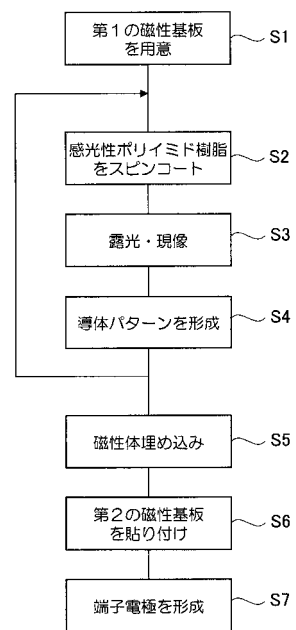 第1の磁性基板
を用意
S1
感光性ポリイミド樹脂
をスピンコート
S2
露光・現像
S3
導体パターンを形成
S4
磁性体埋め込み
S5
第2の磁性基板
を貼り付け
S6
端子電極を形成
S7